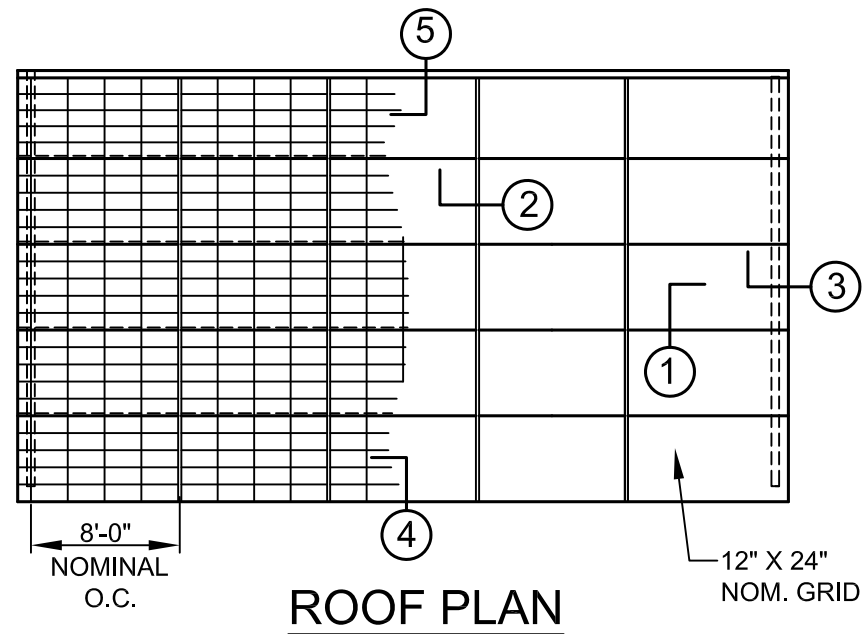 5
2
3
1
4
8'-0"
NOMINAL
O.C.
12" X 24"
NOM. GRID
ROOF PLAN